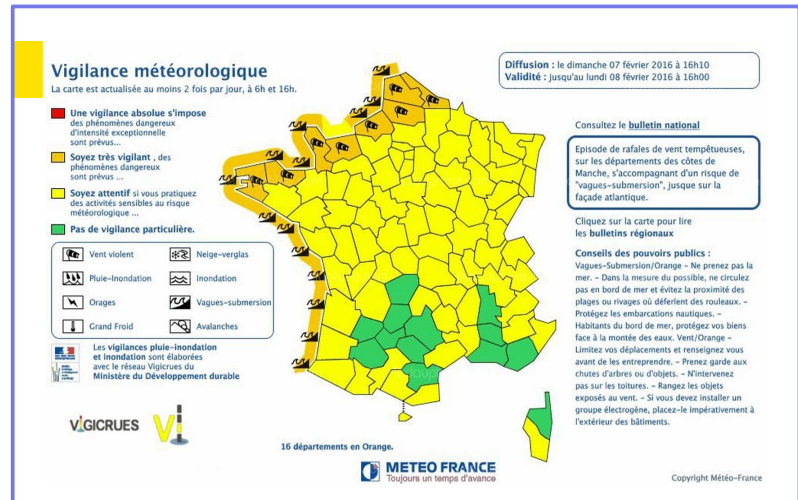 Vigilance météorologique
La carte est actualisée au moins 2 fois par jour, à 6h et 16h.
Une vigilance absolue s'impose
des phénomènes dangereux
d'intensité exceptionnelle
sont prévus...
Soyez très vigilant , des
phénomènes dangereux
sont prévus ...
Soyez attentif si vous pratiquez
des activités sensibles au risque
météorologique ...
Pas de vigilance particulière.
Vent violent
Neige-verglas
Pluie-Inondation
Inondation
Orages
Vagues-submersion
Grand Froid
Avalanches
Les vigilances pluie-inondation
et inondation sont élaborées
avec le réseau Vigicrues du
Ministère du Développement durable
VIGICRUES
16 départements en Orange.
METEO FRANCE
Toujours un temps d'avance
Diffusion : le dimanche 07 février 2016 à 16h10
Validité : jusqu'au lundi 08 février 2016 à 16h00
Consultez le bulletin national
Episode de rafales de vent tempêtueuses,
sur les départements des côtes de
Manche, s'accompagnant d'un risque de
"vagues-submersion", jusque sur la
façade atlantique.
Cliquez sur la carte pour lire
les bulletins régionaux
Conseils des pouvoirs publics :
Vagues-Submersion/Orange - Ne prenez pas la
mer. - Dans la mesure du possible, ne circulez
pas en bord de mer et évitez la proximité des
plages ou rivages où déferlent des rouleaux. -
Protégez les embarcations nautiques. -
Habitants du bord de mer, protégez vos biens
face à la montée des eaux. Vent/Orange -
Limitez vos déplacements et renseignez vous
avant de les entreprendre. - Prenez garde aux
chutes d'arbres ou d'objets. - N'intervenez
pas sur les toitures. - Rangez les objets
exposés au vent. - Si vous devez installer un
groupe électrogène, placez-le impérativement à
l'extérieur des bâtiments.
Copyright Météo-France